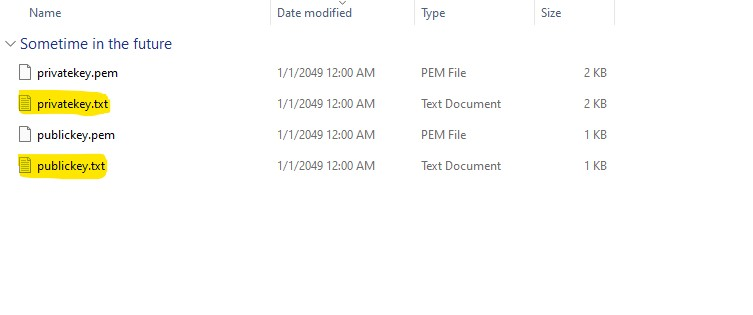 Name Date modified Type Size
Sometime in the future
privatekey.pem 1/1/2049 12:00 AM PEM File 2 KB
privatekey.txt 1/1/2049 12:00 AM Text Document 2 KB
publickey.pem 1/1/2049 12:00 AM PEM File 1 KB
publickey.txt 1/1/2049 12:00 AM Text Document 1 KB